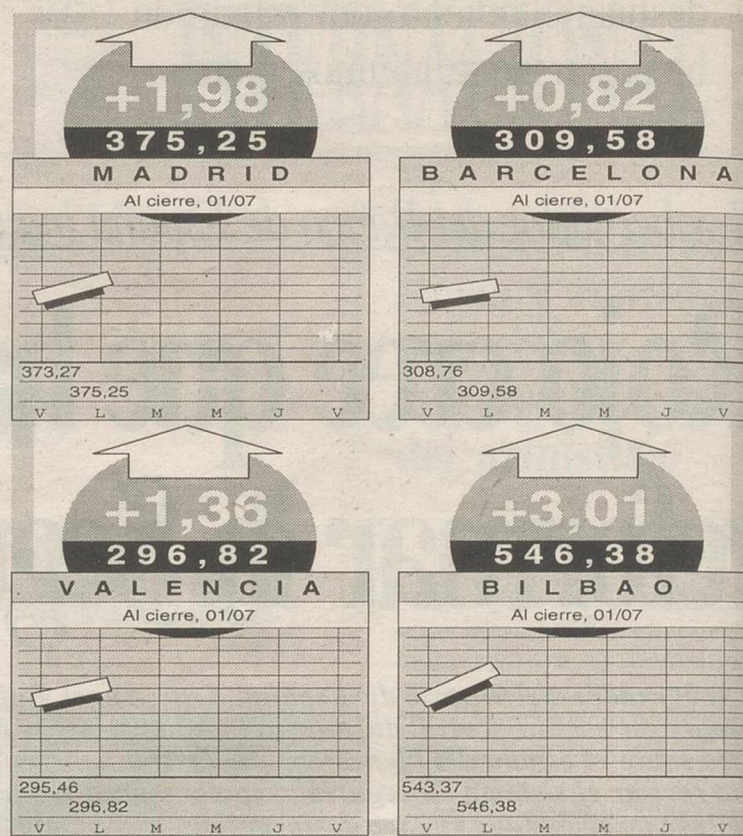 +1,98
375,25
MADRID
Al cierre, 01/07
373,27
375,25
V L M M J V
+0,82
309,58
BARCELONA
Al cierre, 01/07
308,76
309,58
V L M M J V
+1,36
296,82
VALENCIA
Al cierre, 01/07
295,46
296,82
V L M M J V
+3,01
546,38
BILBAO
Al cierre, 01/07
543,37
546,38
V L M M J V